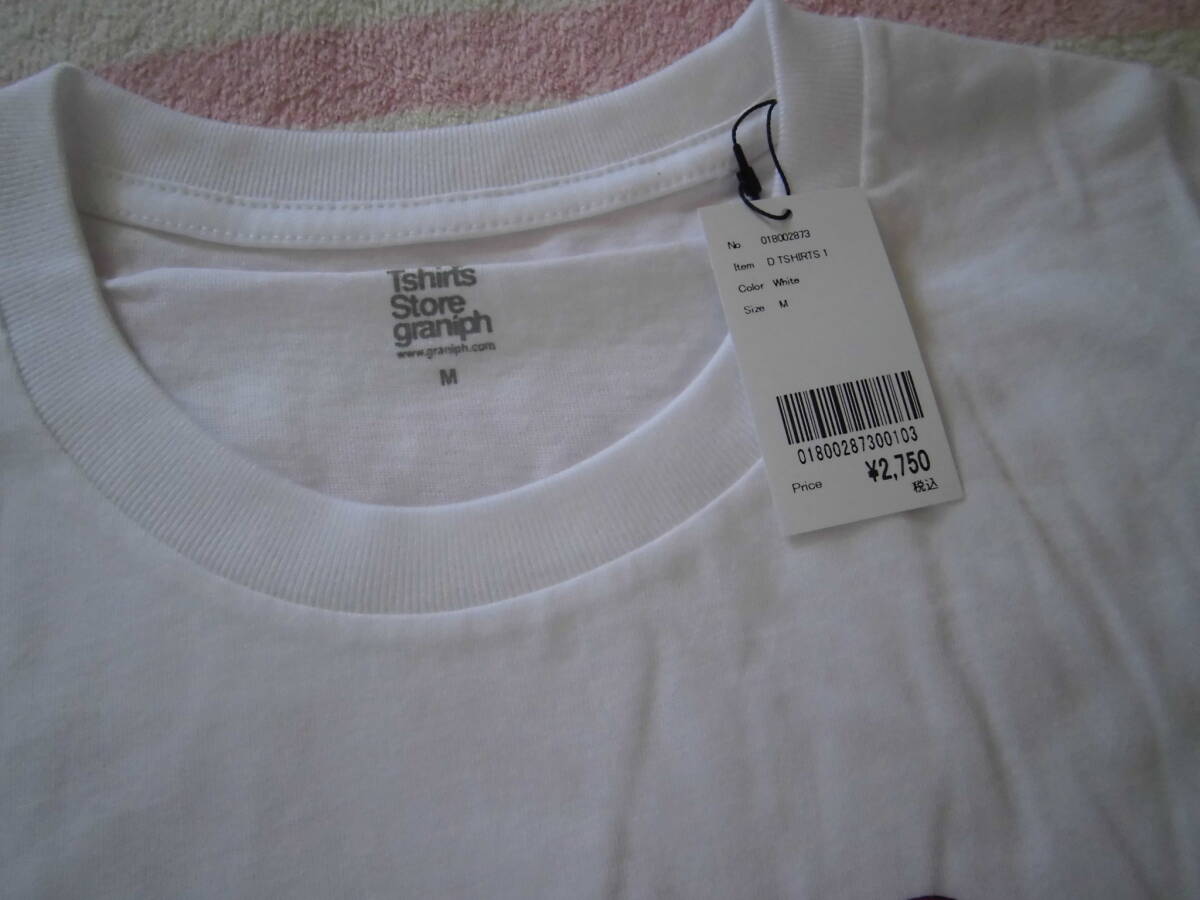 Tshirts
Store
graniph
www.graniph.com
M
No 018002873
Item D TSHIRTS 1
Color White
Size M
01800287300103
Price ¥2,750
税込